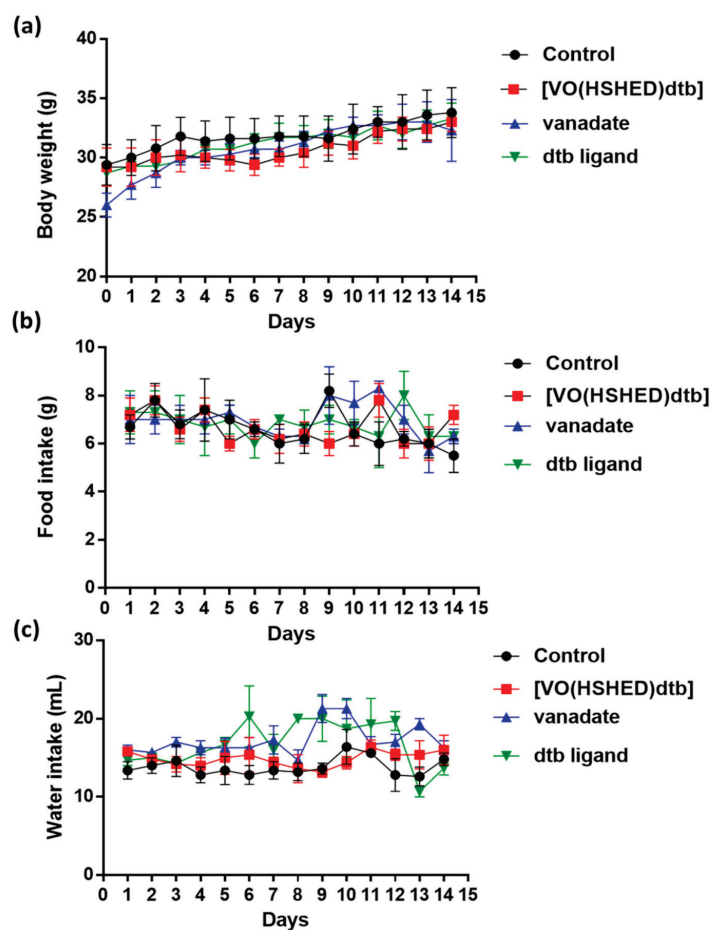 (a)
Body weight (g)
35
30
25
20
0 1 2 3 4 5 6 7 8 9 10 11 12 13 14 15
Days
Control
[VO(HSHED)dtb]
vanadate
dtb ligand
(b)
Food intake (g)
10
8
6
4
2
0
0 1 2 3 4 5 6 7 8 9 10 11 12 13 14 15
Days
Control
[VO(HSHED)dtb]
vanadate
dtb ligand
(c)
Water intake (mL)
30
20
10
0
0 1 2 3 4 5 6 7 8 9 10 11 12 13 14 15
Days
Control
[VO(HSHED)dtb]
vanadate
dtb ligand